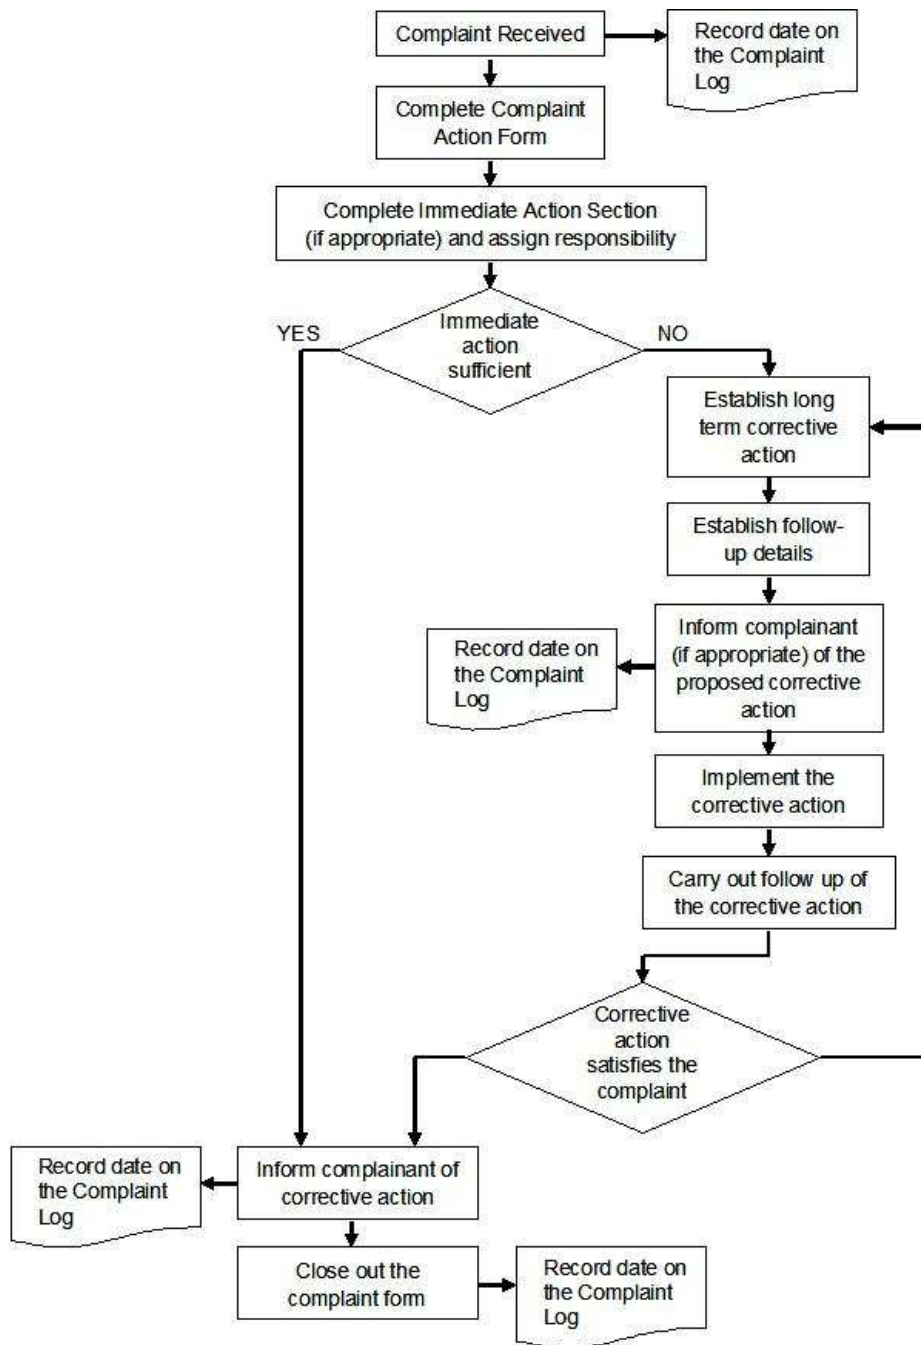 Complaint Received
Record date on
the Complaint
Log
Complete Complaint
Action Form
Complete Immediate Action Section
(if appropriate) and assign responsibility
YES
Immediate
action
sufficient
NO
Establish long
term corrective
action
Establish follow-
up details
Inform complainant
(if appropriate) of the
proposed corrective
action
Record date on
the Complaint
Log
Implement the
corrective action
Carry out follow up of
the corrective action
Corrective
action
satisfies the
complaint
Record date on
the Complaint
Log
Inform complainant of
corrective action
Close out the
complaint form
Record date on
the Complaint
Log